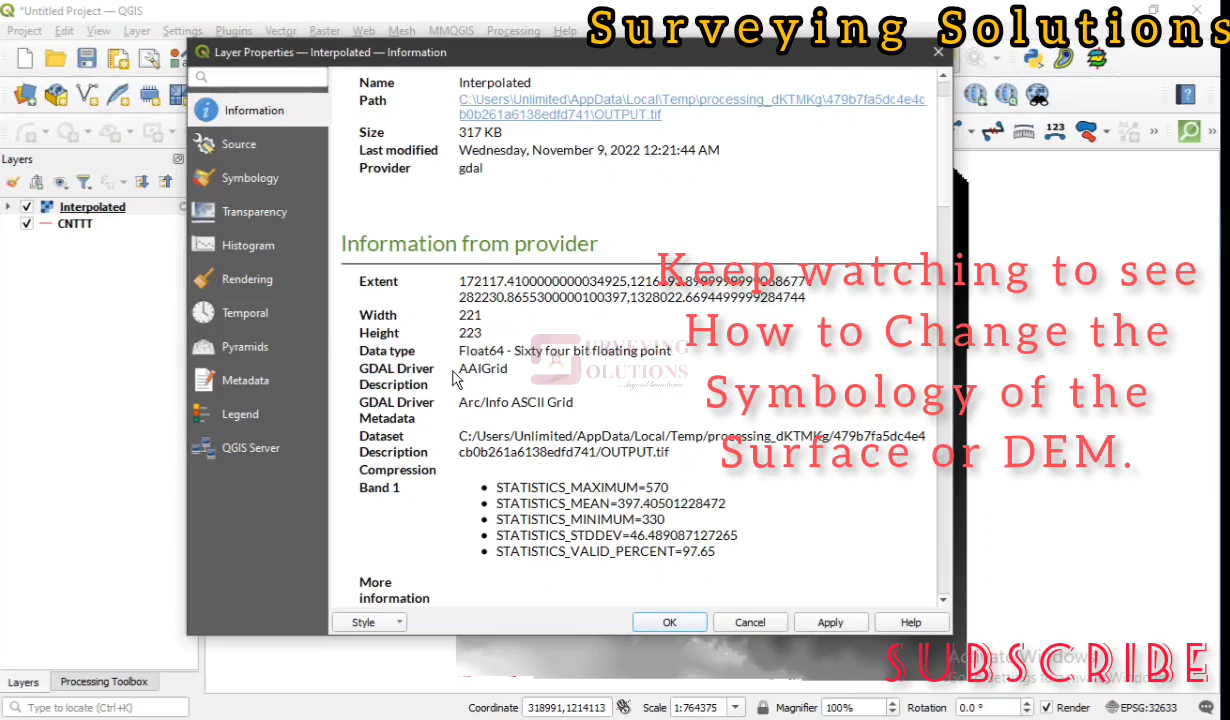 *Untitled Project — QGIS
Surveying Solutions
Project Edit View Layer Settings Plugins Vector Raster Web Mesh MMQGIS Processing Help
Layer Properties — Interpolated — Information
Information
Source
Symbology
Transparency
Histogram
Rendering
Temporal
Pyramids
Metadata
Legend
QGIS Server
Name Interpolated
Path C:\Users\Unlimited\AppData\Local\Temp\processing_dKTMKg\479b7fa5dc4e4c
b0b261a6138edfd741\OUTPUT.tif
Size 317 KB
Last modified Wednesday, November 9, 2022 12:21:44 AM
Provider gdal
Information from provider
Extent 172117.4100000000034925,
282230.8655300000100397,1328022.6694499999284744
Width 221
Height 223
Data type Float64 - Sixty four bit floating point
GDAL Driver AAIGrid
Description
GDAL Driver Arc/Info ASCII Grid
Metadata
Dataset C:/Users/Unlimited/AppData/Local/Temp/processing_dKTMKg/479b7fa5dc4e4
Description cb0b261a6138edfd741/OUTPUT.tif
Compression
Band 1
STATISTICS_MAXIMUM=570
STATISTICS_MEAN=397.40501228472
STATISTICS_MINIMUM=330
STATISTICS_STDDEV=46.489087127265
STATISTICS_VALID_PERCENT=97.65
More
information
Style OK Cancel Apply Help
Keep watching to see
How to Change the
Symbology of the
Surface or DEM.
SURVEYING
SOLUTIONS
123
Layers
Interpolated
CNTTT
SUBSCRIBE
Activate Windows
Layers Processing Toolbox
Type to locate (Ctrl+K)
Coordinate 318991,1214113 Scale 1:764375 Magnifier 100% Rotation 0.0 ° Render EPSG:32633